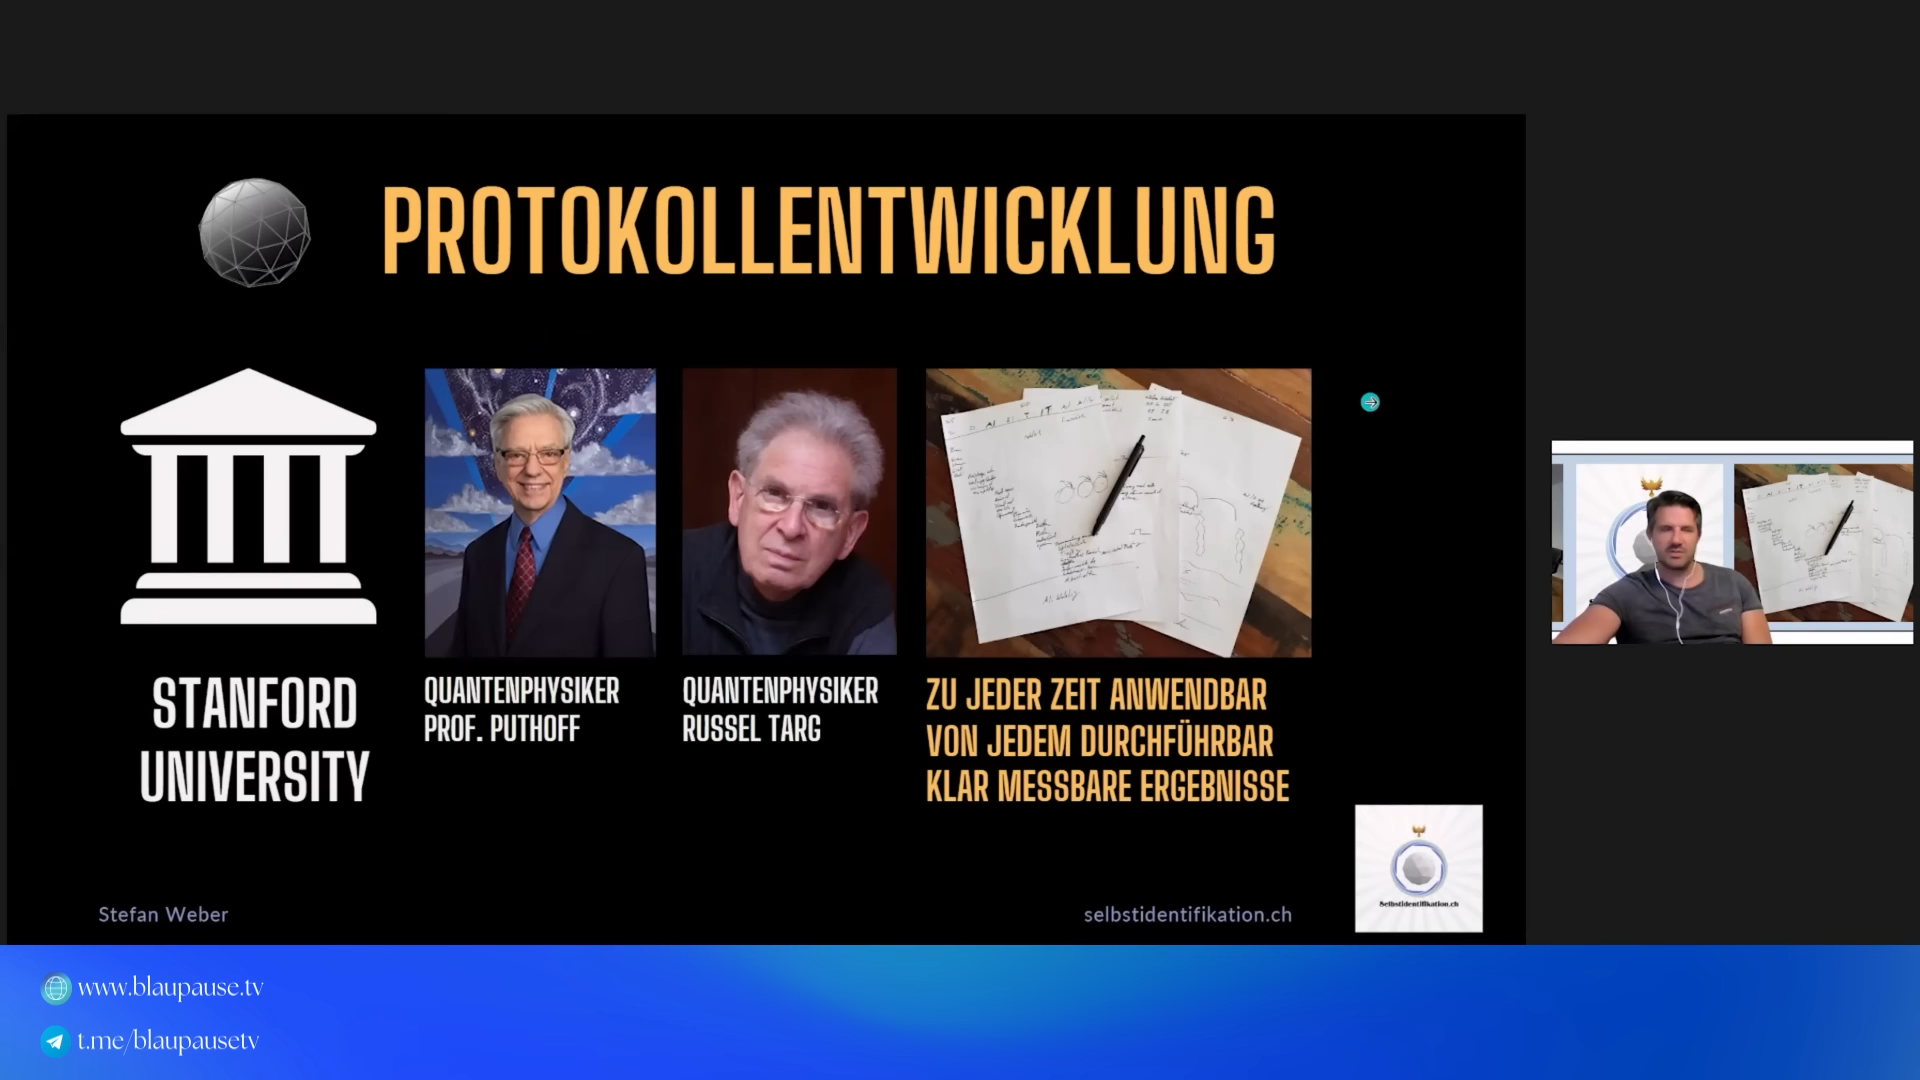 PROTOKOLLENTWICKLUNG
STANFORD
UNIVERSITY
QUANTENPHYSIKER
PROF. PUTHOFF
QUANTENPHYSIKER
RUSSEL TARG
ZU JEDER ZEIT ANWENDBAR
VON JEDEM DURCHFÜHRBAR
KLAR MESSBARE ERGEBNISSE
Stefan Weber
selbstidentifikation.ch
Selbstidentifikation.ch
www.blaupause.tv
t.me/blaupausetv